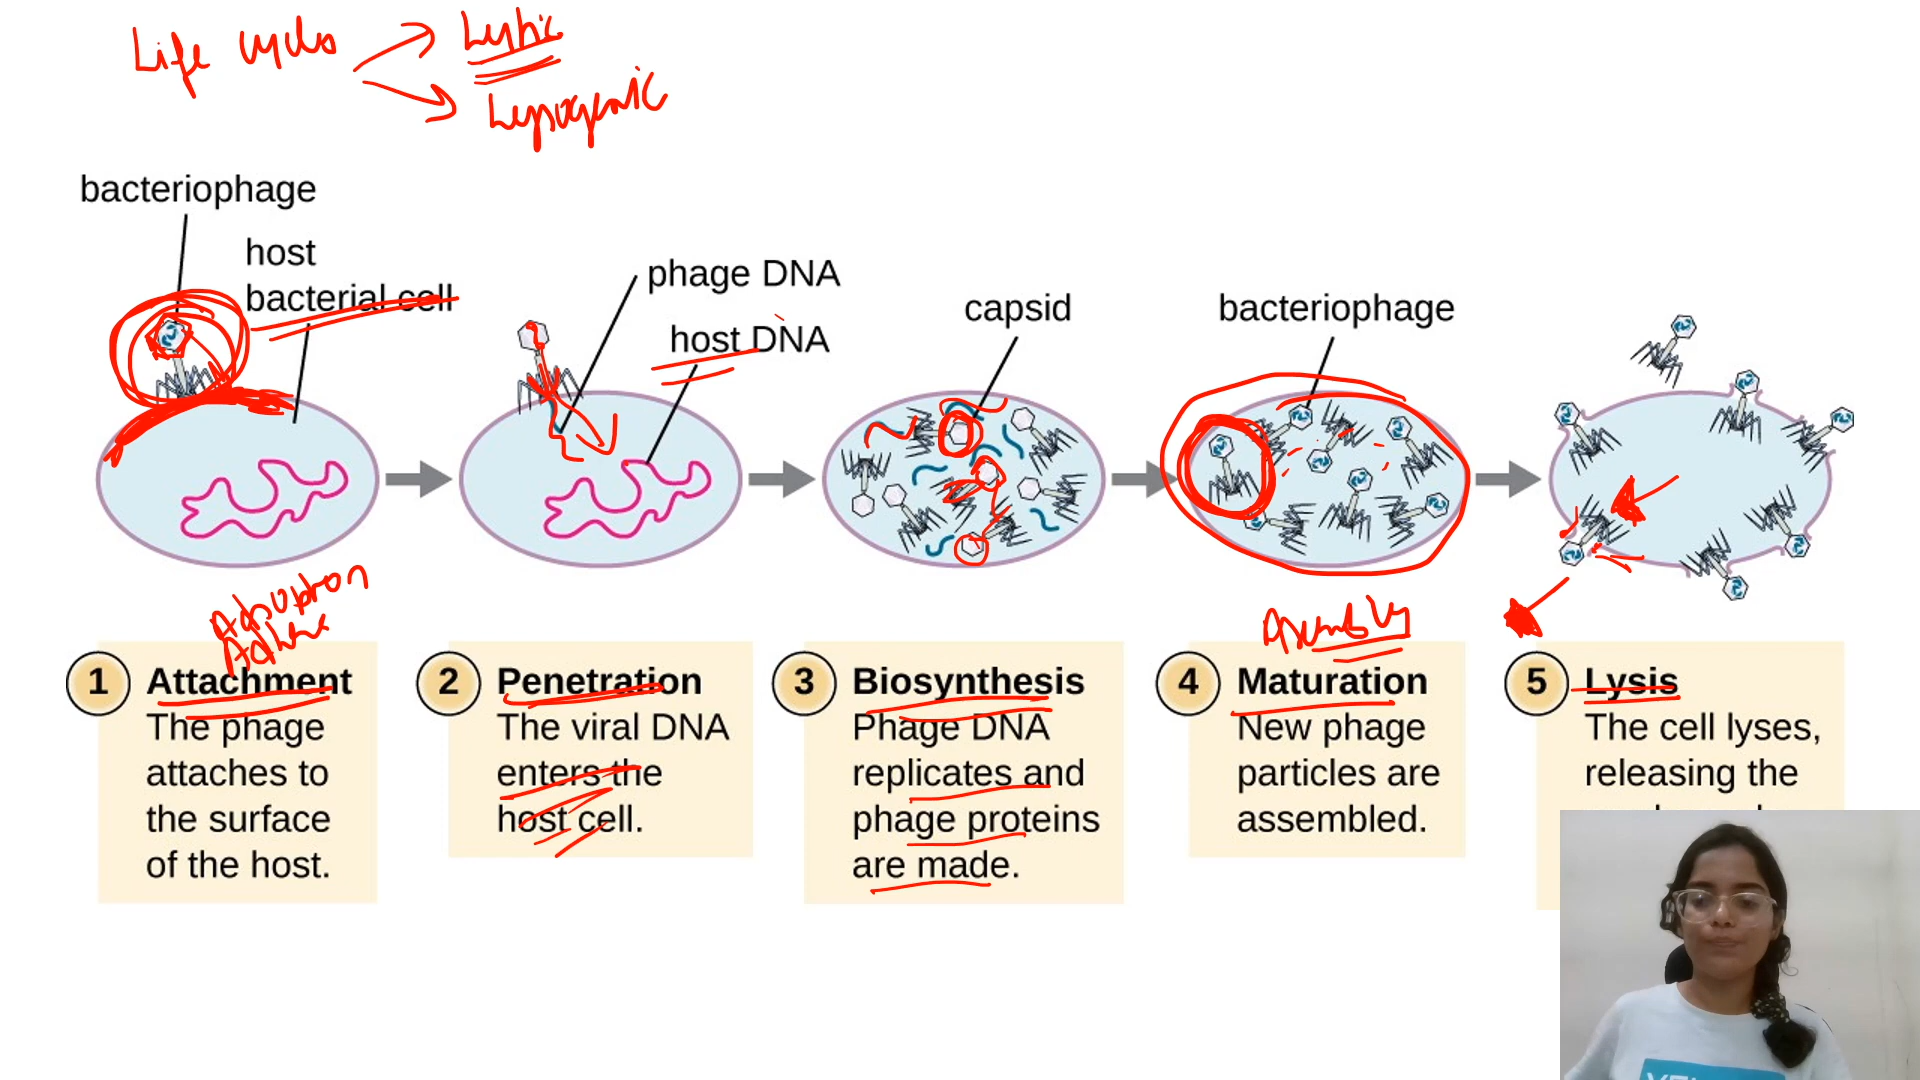 Life cycles
Lytic
Lysogenic
bacteriophage
host
bacterial cell
phage DNA
host DNA
capsid
bacteriophage
Adsorption
Adhere
Assembly
1 Attachment
The phage
attaches to
the surface
of the host.
2 Penetration
The viral DNA
enters the
host cell.
3 Biosynthesis
Phage DNA
replicates and
phage proteins
are made.
4 Maturation
New phage
particles are
assembled.
5 Lysis
The cell lyses,
releasing the